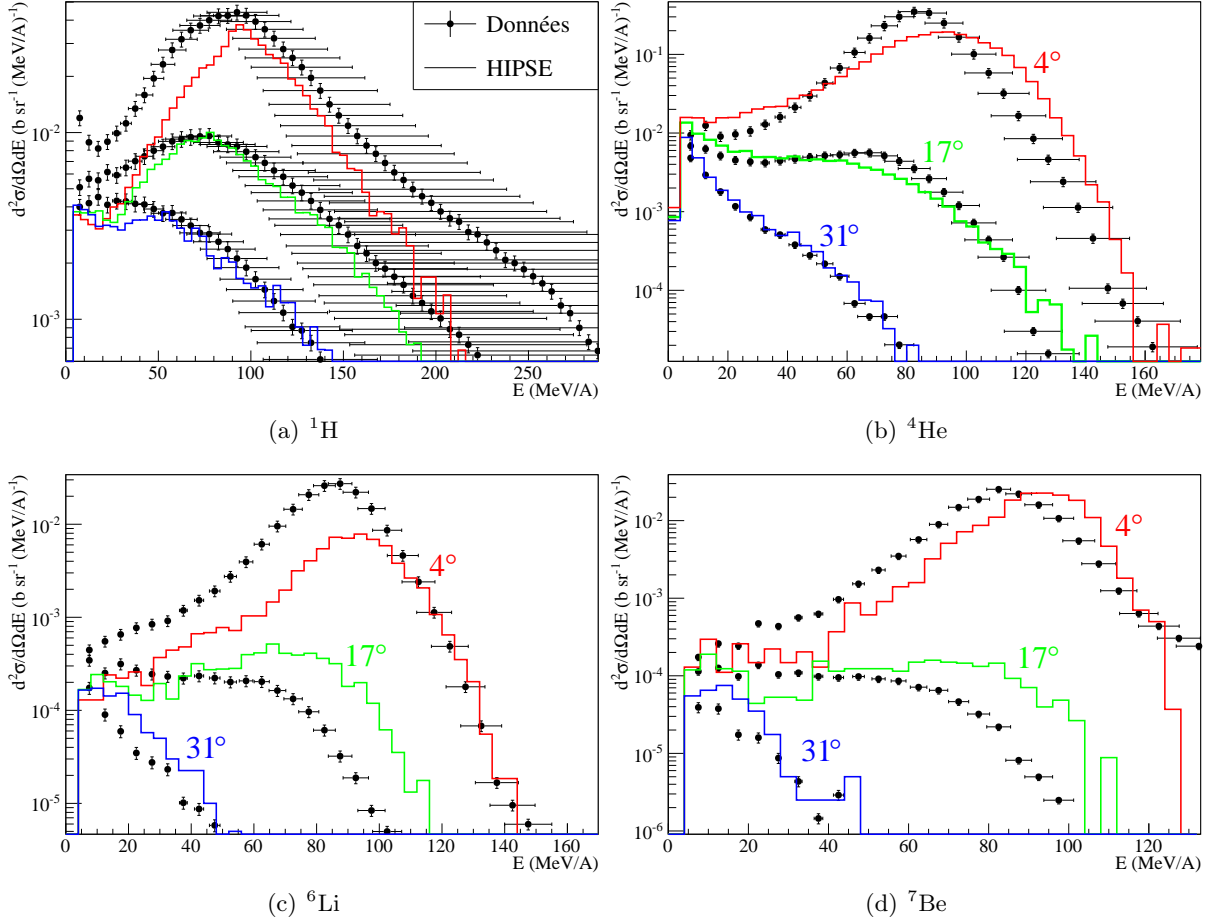 Données
HIPSE
d²σ/dΩdE (b sr⁻¹ (MeV/A)⁻¹)
10⁻²
10⁻³
0 50 100 150 200 250
E (MeV/A)
(a) ¹H
d²σ/dΩdE (b sr⁻¹ (MeV/A)⁻¹)
10⁻¹
10⁻²
10⁻³
10⁻⁴
4°
17°
31°
0 20 40 60 80 100 120 140 160
E (MeV/A)
(b) ⁴He
d²σ/dΩdE (b sr⁻¹ (MeV/A)⁻¹)
10⁻²
10⁻³
10⁻⁴
10⁻⁵
4°
17°
31°
0 20 40 60 80 100 120 140 160
E (MeV/A)
(c) ⁶Li
d²σ/dΩdE (b sr⁻¹ (MeV/A)⁻¹)
10⁻²
10⁻³
10⁻⁴
10⁻⁵
10⁻⁶
4°
17°
31°
0 20 40 60 80 100 120
E (MeV/A)
(d) ⁷Be